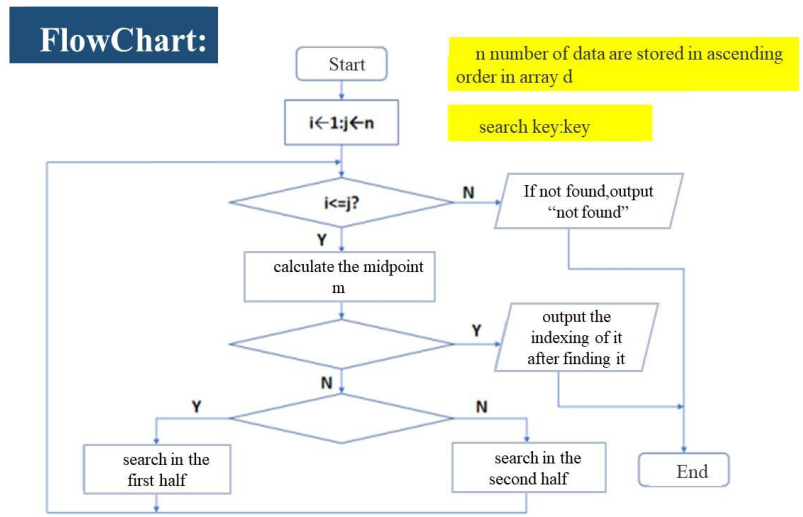 FlowChart:
Start
n number of data are stored in ascending
order in array d
i←1:j←n
search key:key
i<=j?
N
If not found,output
“not found”
Y
calculate the midpoint
m
Y
output the
indexing of it
after finding it
N
Y
N
search in the
first half
search in the
second half
End